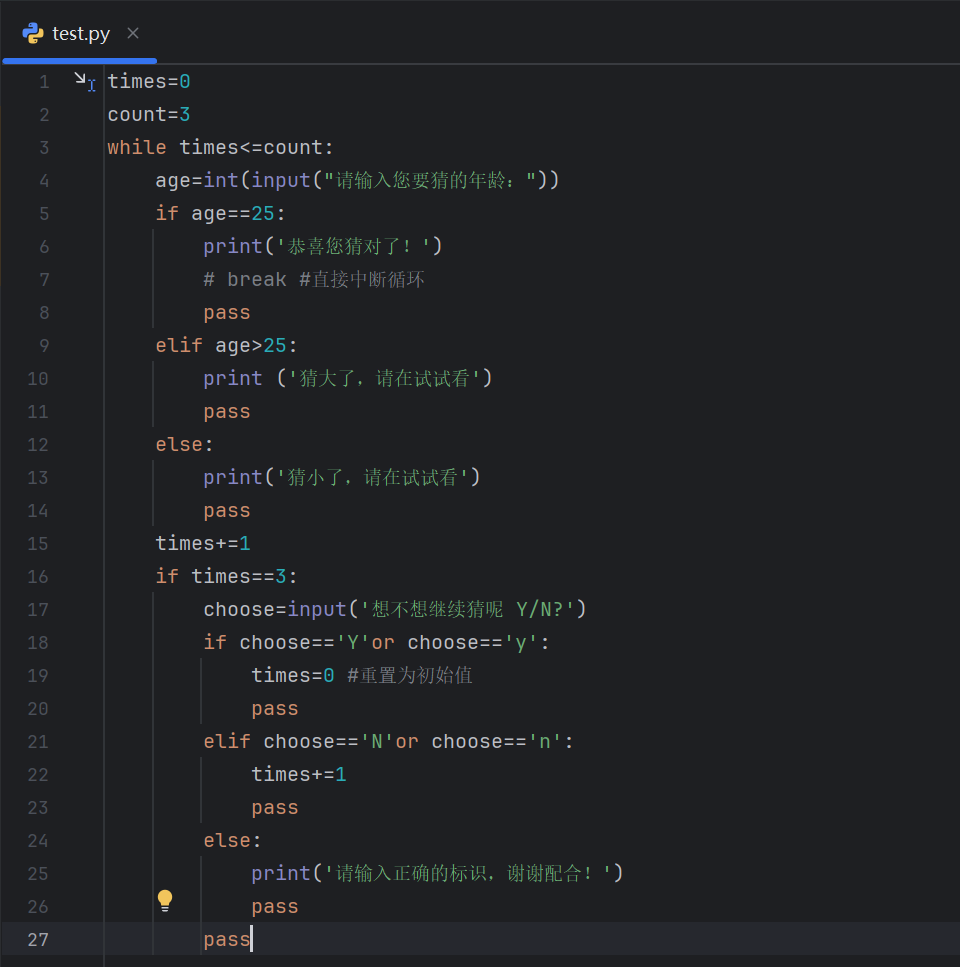 test.py
1 times=0
2 count=3
3 while times<=count:
4     age=int(input("请输入您要猜的年龄："))
5     if age==25:
6         print('恭喜您猜对了！')
7         # break #直接中断循环
8         pass
9     elif age>25:
10         print ('猜大了，请在试试看')
11         pass
12     else:
13         print('猜小了，请在试试看')
14         pass
15     times+=1
16     if times==3:
17         choose=input('想不想继续猜呢 Y/N?')
18         if choose=='Y'or choose=='y':
19             times=0 #重置为初始值
20             pass
21         elif choose=='N'or choose=='n':
22             times+=1
23             pass
24         else:
25             print('请输入正确的标识，谢谢配合！')
26             pass
27         pass